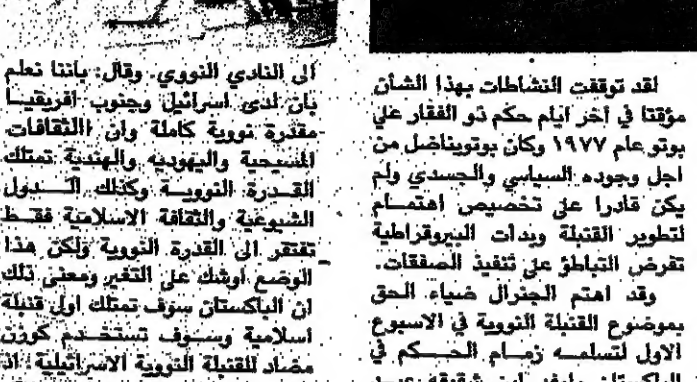 لقد توقفت النشاطات بهذا الشأن
مؤقتا في آخر ايام حكم ذو الفقار علي
بوتو عام ١٩٧٧ وكان بوتويناضل من
اجل وجوده السياسي والجسدي ولم
يكن قادرا على تخصيص اهتمام
لتطوير القنبلة وبدأت البيروقراطية
تفرض التباطؤ على تنفيذ الصفقات.
وقد اهتم الجنرال ضياء الحق
بموضوع القنبلة النووية في الاسبوع
الاول لتسلمه زمام الحكم في
الباكستان
الى النادي النووي. وقال: باننا نعلم
بان لدى اسرائيل وجنوب افريقيا
مقدرة نووية كاملة وان الثقافات
المسيحية واليهوديه والهندية تمتلك
القدرة النووية وكذلك الدول
الشيوعية والثقافة الاسلامية فقط
تفتقر الى القدرة النووية ولكن هذا
الوضع اوشك على التغير ومعنى ذلك
ان الباكستان سوف تمتلك اول قنبلة
اسلامية وسوف تستخدم كوزن
مضاد للقنبلة النووية الاسرائيلية اذ